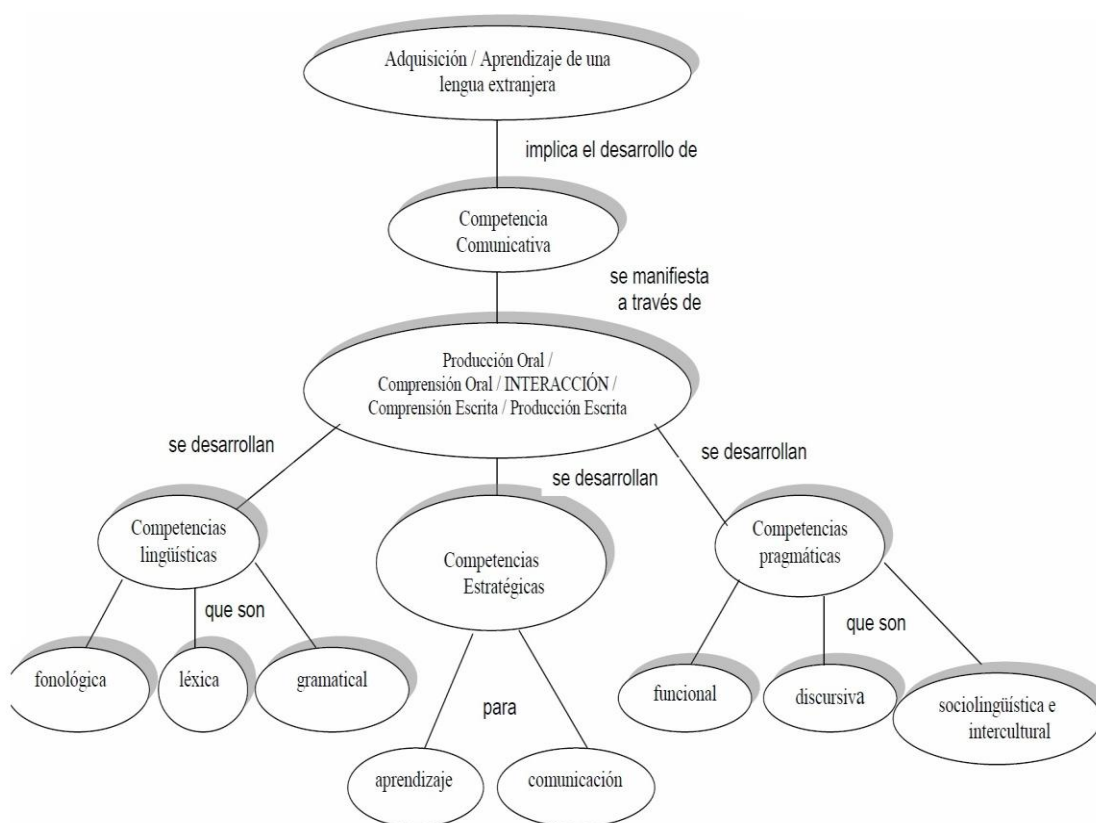 Adquisición / Aprendizaje de una
lengua extranjera
implica el desarrollo de
Competencia
Comunicativa
se manifiesta
a través de
Producción Oral /
Comprensión Oral / INTERACCIÓN /
Comprensión Escrita / Producción Escrita
se desarrollan
se desarrollan
se desarrollan
Competencias
lingüísticas
Competencias
Estratégicas
Competencias
pragmáticas
que son
que son
fonológica
léxica
gramatical
funcional
discursiva
sociolingüística e
intercultural
para
aprendizaje
comunicación